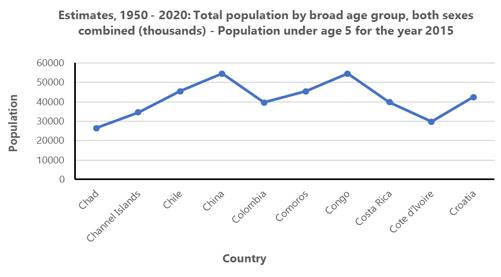 Estimates, 1950 - 2020: Total population by broad age group, both sexes
combined (thousands) - Population under age 5 for the year 2015
Population
60000
50000
40000
30000
20000
10000
0
Chad
Channel Islands
Chile
China
Colombia
Comoros
Congo
Costa Rica
Cote d'Ivoire
Croatia
Country